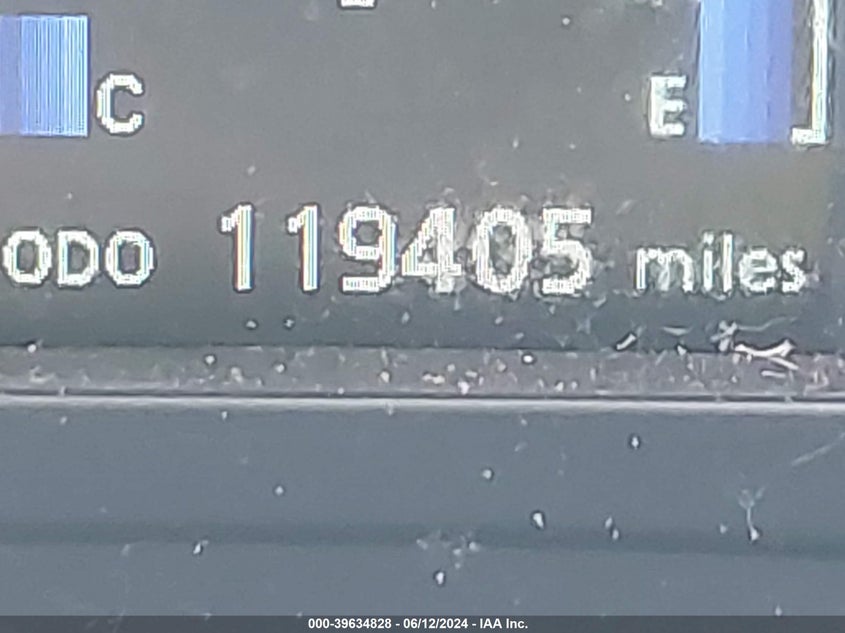 C E
ODO 119405 miles
000-39634828 - 06/12/2024 - IAA Inc.